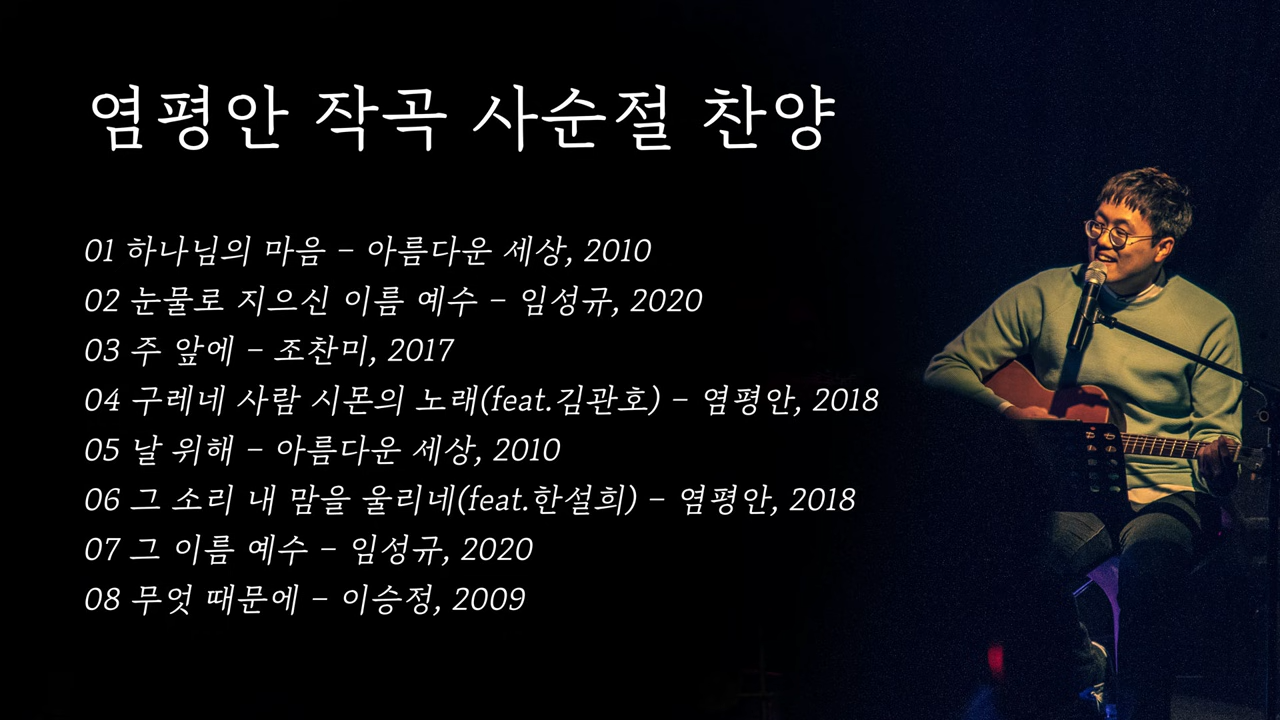 염평안 작곡 사순절 찬양
01 하나님의 마음 – 아름다운 세상, 2010
02 눈물로 지으신 이름 예수 – 임성규, 2020
03 주 앞에 – 조찬미, 2017
04 구레네 사람 시몬의 노래(feat.김관호) – 염평안, 2018
05 날 위해 – 아름다운 세상, 2010
06 그 소리 내 맘을 울리네(feat.한설희) – 염평안, 2018
07 그 이름 예수 – 임성규, 2020
08 무엇 때문에 – 이승정, 2009